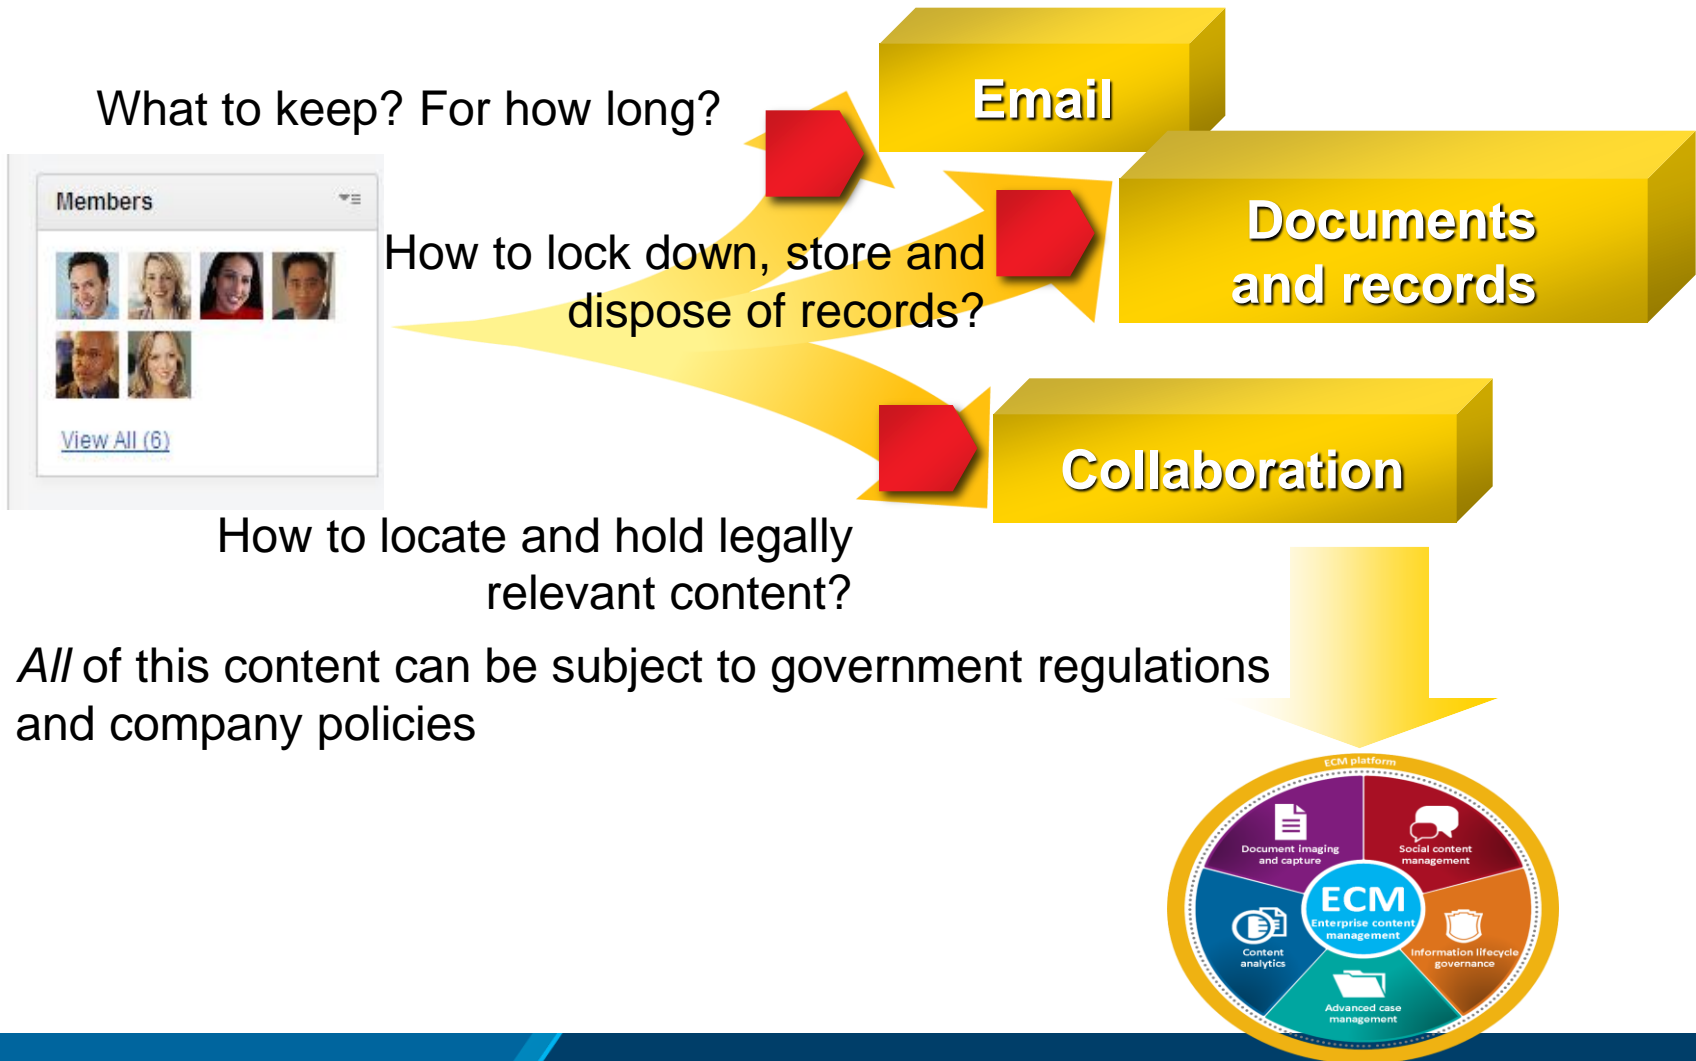 What to keep? For how long?
Email
Members
Documents
and records
How to lock down, store and
dispose of records?
View All (6)
Collaboration
How to locate and hold legally
relevant content?
All of this content can be subject to government regulations
and company policies
ECM platform
Document imaging
and capture
Social content
management
ECM
Enterprise content
management
Content
analytics
Information lifecycle
governance
Advanced case
management